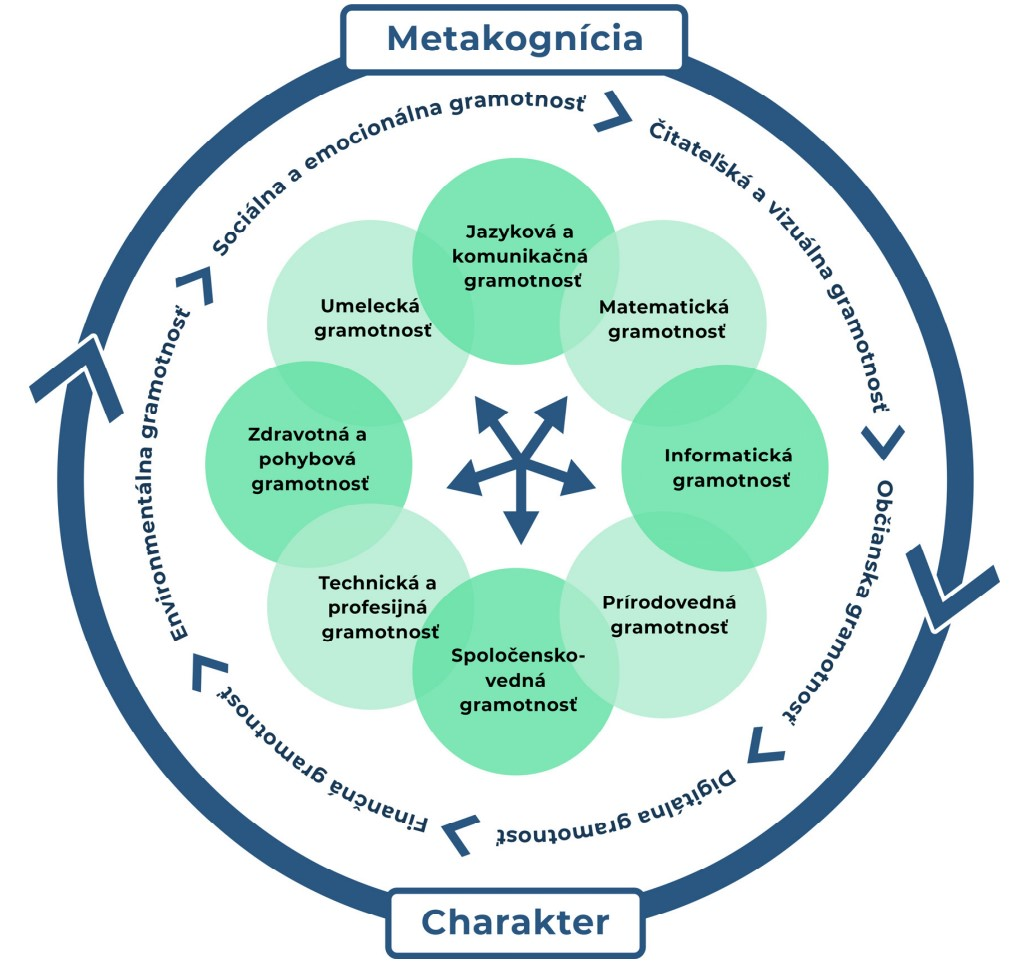 Metakognícia
Sociálna a emocionálna gramotnosť
Čitateľská a vizuálna gramotnosť
Občianska gramotnosť
Digitálna gramotnosť
Finančná gramotnosť
Environmentálna gramotnosť
Jazyková a
komunikačná
gramotnosť
Matematická
gramotnosť
Informatická
gramotnosť
Prírodovedná
gramotnosť
Spoločensko-
vedná
gramotnosť
Technická a
profesijná
gramotnosť
Zdravotná a
pohybová
gramotnosť
Umelecká
gramotnosť
Charakter